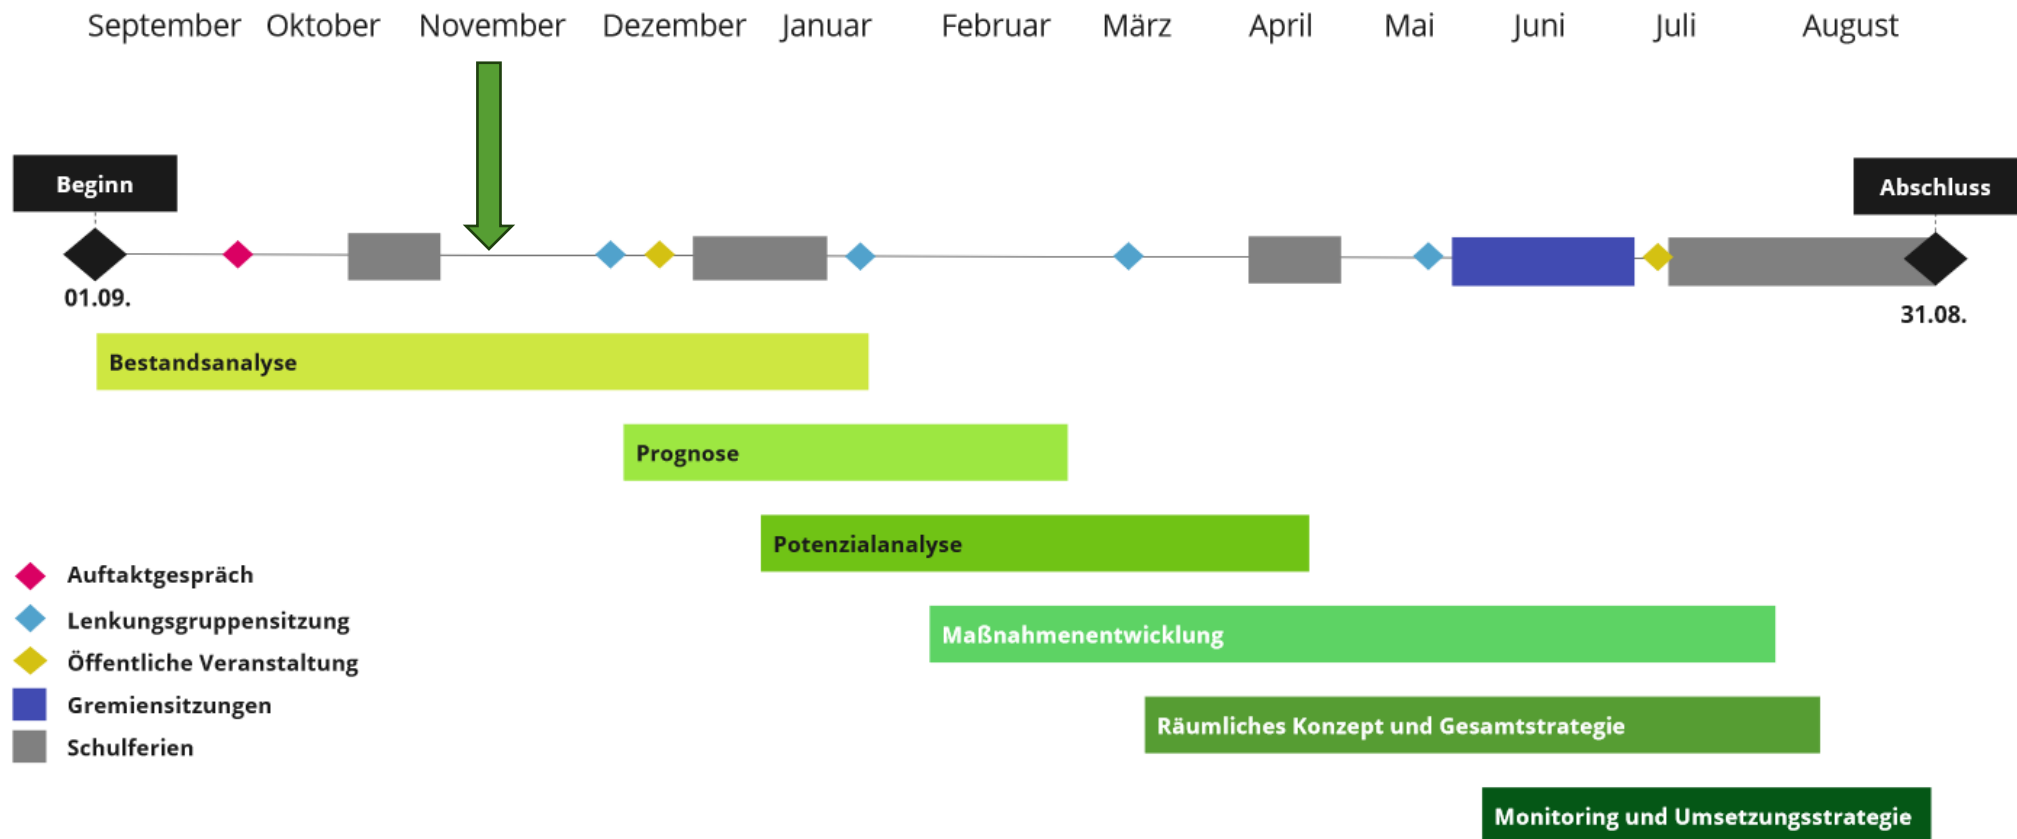 September Oktober November Dezember Januar Februar März April Mai Juni Juli August
Beginn
Abschluss
01.09.
31.08.
Bestandsanalyse
Prognose
Potenzialanalyse
Maßnahmenentwicklung
Räumliches Konzept und Gesamtstrategie
Monitoring und Umsetzungsstrategie
Auftaktgespräch
Lenkungsgruppensitzung
Öffentliche Veranstaltung
Gremiensitzungen
Schulferien